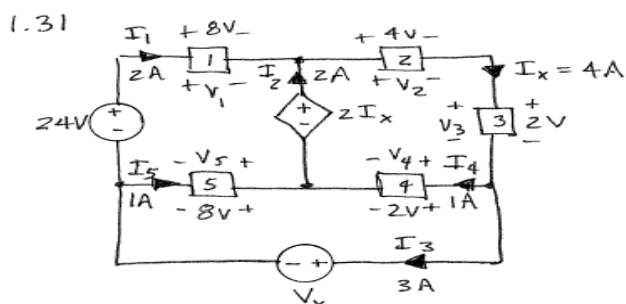 1.31
I₁ + 8V -
1
2A + V₁ -
I₂ 2A
+ 4V -
2
+ V₂ -
Iₓ = 4A
24V + -
+ - 2Iₓ
+ V₃ - 3 + 2V -
I₅ - V₅ +
5
1A - 8V +
- V₄ + I₄
4
- 2V + 1A
- + I₃
Vₓ 3A